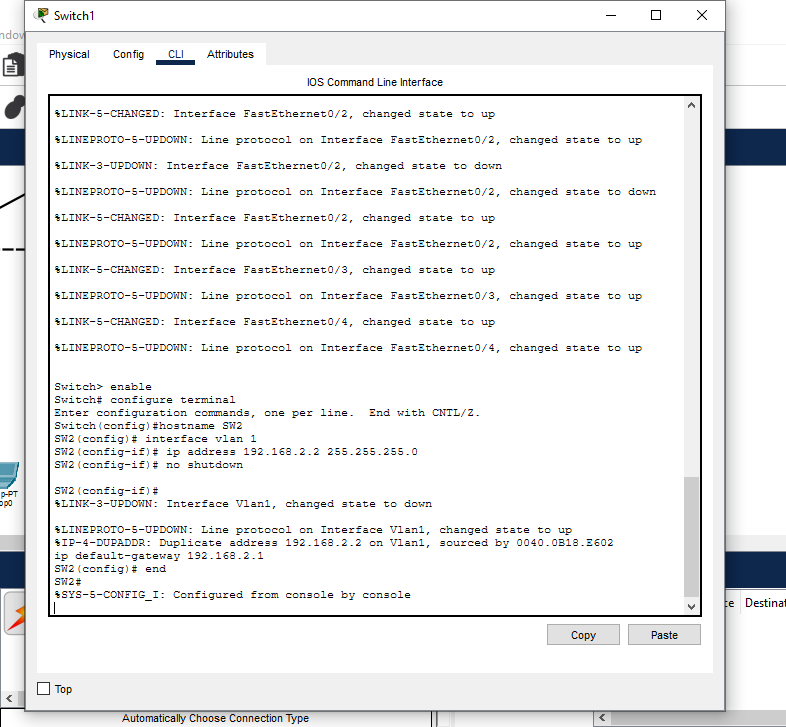 Switch1
Physical Config CLI Attributes
IOS Command Line Interface
%LINK-5-CHANGED: Interface FastEthernet0/2, changed state to up
%LINEPROTO-5-UPDOWN: Line protocol on Interface FastEthernet0/2, changed state to up
%LINK-3-UPDOWN: Interface FastEthernet0/2, changed state to down
%LINEPROTO-5-UPDOWN: Line protocol on Interface FastEthernet0/2, changed state to down
%LINK-5-CHANGED: Interface FastEthernet0/2, changed state to up
%LINEPROTO-5-UPDOWN: Line protocol on Interface FastEthernet0/2, changed state to up
%LINK-5-CHANGED: Interface FastEthernet0/3, changed state to up
%LINEPROTO-5-UPDOWN: Line protocol on Interface FastEthernet0/3, changed state to up
%LINK-5-CHANGED: Interface FastEthernet0/4, changed state to up
%LINEPROTO-5-UPDOWN: Line protocol on Interface FastEthernet0/4, changed state to up
Switch> enable
Switch# configure terminal
Enter configuration commands, one per line.  End with CNTL/Z.
Switch(config)#hostname SW2
SW2(config)# interface vlan 1
SW2(config-if)# ip address 192.168.2.2 255.255.255.0
SW2(config-if)# no shutdown
SW2(config-if)#
%LINK-3-UPDOWN: Interface Vlan1, changed state to down
%LINEPROTO-5-UPDOWN: Line protocol on Interface Vlan1, changed state to up
%IP-4-DUPADDR: Duplicate address 192.168.2.2 on Vlan1, sourced by 0040.0B18.E602
ip default-gateway 192.168.2.1
SW2(config)# end
SW2#
%SYS-5-CONFIG_I: Configured from console by console
Copy Paste
Top
Automatically Choose Connection Type
ndow
p-PT
op0
ce Destinat